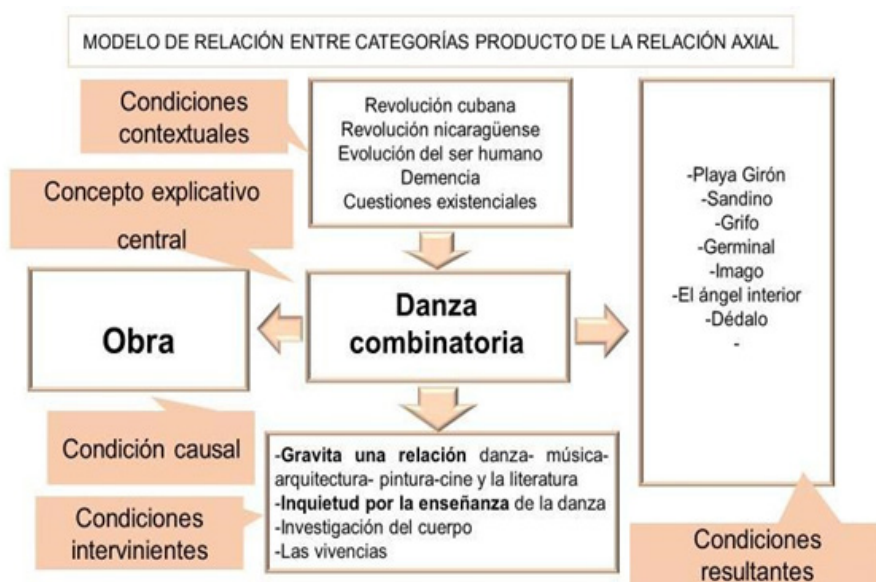 MODELO DE RELACIÓN ENTRE CATEGORÍAS PRODUCTO DE LA RELACIÓN AXIAL
Condiciones
contextuales
Revolución cubana
Revolución nicaragüense
Evolución del ser humano
Demencia
Cuestiones existenciales
Concepto explicativo
central
Obra
Danza
combinatoria
-Playa Girón
-Sandino
-Grifo
-Germinal
-Imago
-El ángel interior
-Dédalo
-
Condición causal
-Gravita una relación danza- música-
arquitectura- pintura-cine y la literatura
-Inquietud por la enseñanza de la danza
-Investigación del cuerpo
-Las vivencias
Condiciones
intervinientes
Condiciones
resultantes